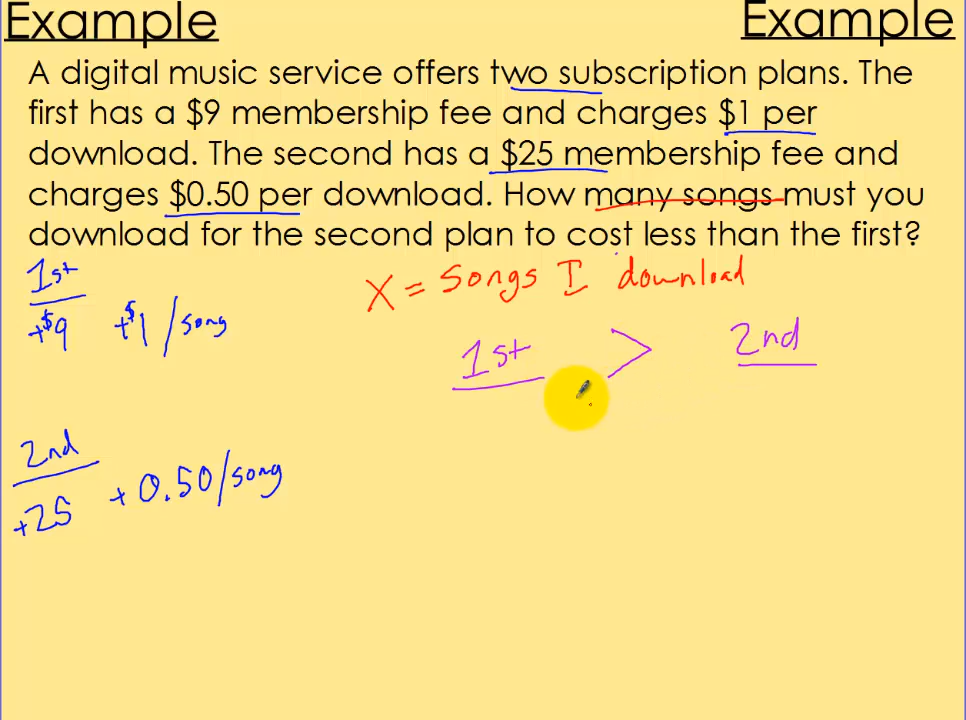 Example Example
A digital music service offers two subscription plans. The
first has a $9 membership fee and charges $1 per
download. The second has a $25 membership fee and
charges $0.50 per download. How many songs must you
download for the second plan to cost less than the first?
1st
X = Songs I download
+$9 +$1/song
1st > 2nd
2nd
+25 + 0.50/song